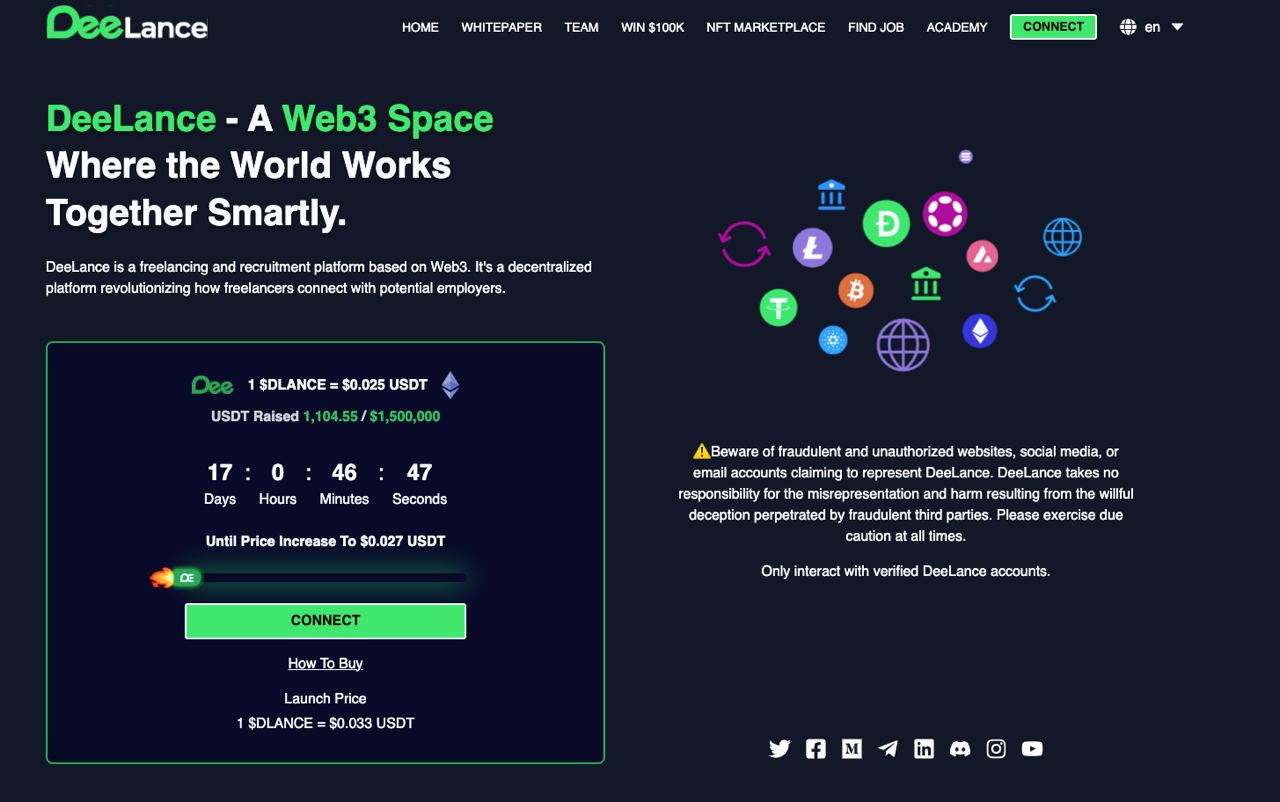 DeeLance
HOME WHITEPAPER TEAM WIN $100K NFT MARKETPLACE FIND JOB ACADEMY CONNECT en
DeeLance - A Web3 Space
Where the World Works
Together Smartly.
DeeLance is a freelancing and recruitment platform based on Web3. It's a decentralized
platform revolutionizing how freelancers connect with potential employers.
Dee 1 $DLANCE = $0.025 USDT
USDT Raised 1,104.55 / $1,500,000
17 : 0 : 46 : 47
Days Hours Minutes Seconds
Until Price Increase To $0.027 USDT
DE
CONNECT
How To Buy
Launch Price
1 $DLANCE = $0.033 USDT
⚠️Beware of fraudulent and unauthorized websites, social media, or
email accounts claiming to represent DeeLance. DeeLance takes no
responsibility for the misrepresentation and harm resulting from the willful
deception perpetrated by fraudulent third parties. Please exercise due
caution at all times.
Only interact with verified DeeLance accounts.